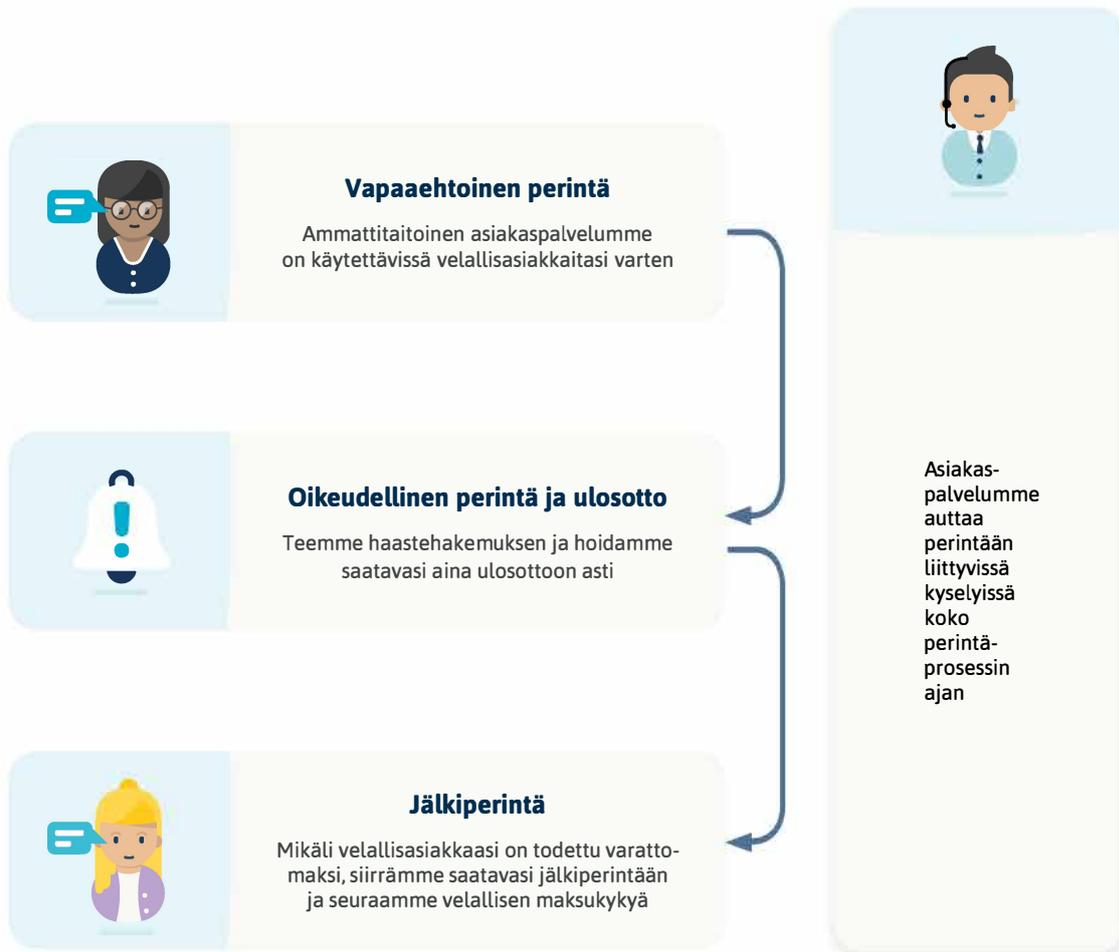 Vapaaehtoinen perintä
Ammattitaitoinen asiakaspalvelumme
on käytettävissä velallisasiakkaitasi varten
Oikeudellinen perintä ja ulosotto
Teemme haastehakemuksen ja hoidamme
saatavasi aina ulosottoon asti
Jälkiperintä
Mikäli velallisasiakkaasi on todettu varatto-
maksi, siirrämme saatavasi jälkiperintään
ja seuraamme velallisen maksukykyä
Asiakas-
palvelumme
auttaa
perintään
liittyvissä
kyselyissä
koko
perintä-
prosessin
ajan